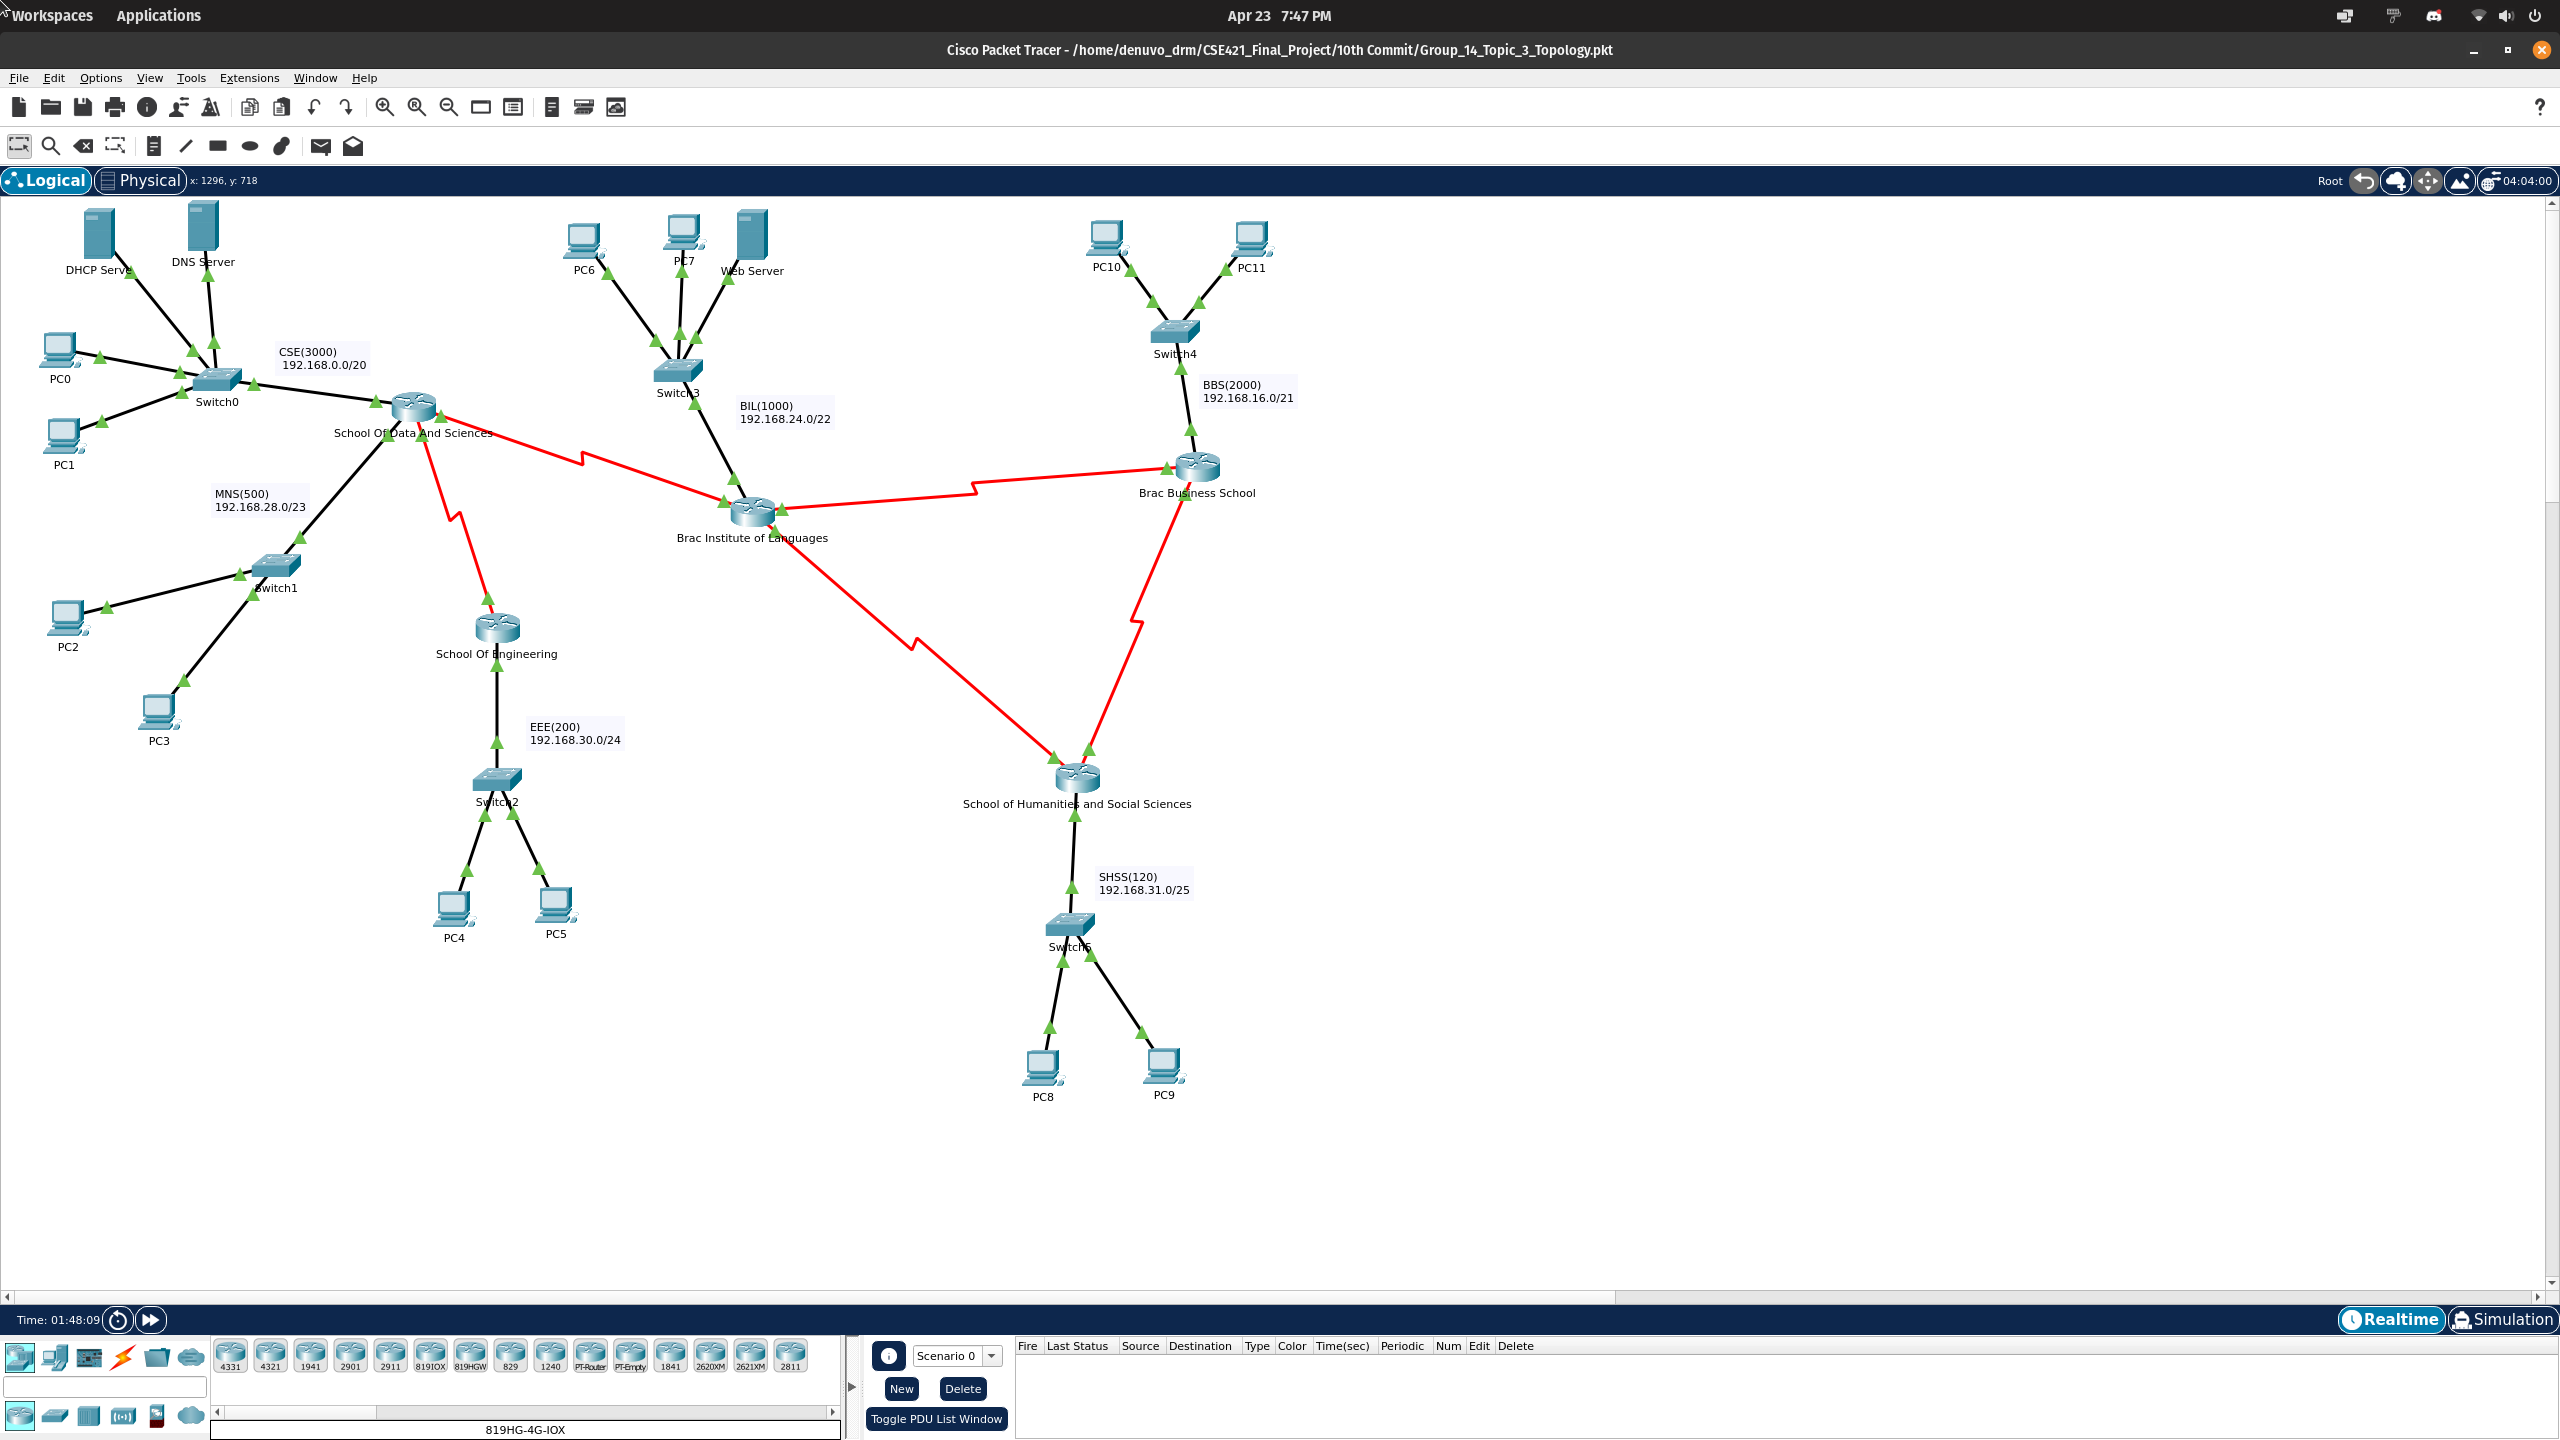 Workspaces Applications Apr 23 7:47 PM
Cisco Packet Tracer - /home/denuvo_drm/CSE421_Final_Project/10th Commit/Group_14_Topic_3_Topology.pkt
File Edit Options View Tools Extensions Window Help
Logical Physical x: 1296, y: 718 Root 04:04:00
DHCP Serve
DNS Server
PC6
PC7
Web Server
PC10
PC11
PC0
CSE(3000)
192.168.0.0/20
Switch0
Switch3
Switch4
BBS(2000)
192.168.16.0/21
BIL(1000)
192.168.24.0/22
School Of Data And Sciences
PC1
MNS(500)
192.168.28.0/23
Brac Business School
Brac Institute of Languages
Switch1
PC2
School Of Engineering
PC3
EEE(200)
192.168.30.0/24
Switch2
School of Humanities and Social Sciences
SHSS(120)
192.168.31.0/25
PC4
PC5
Switch5
PC8
PC9
Time: 01:48:09 Realtime Simulation
4331 4321 1941 2901 2911 819IOX 819HGW 829 1240 PT-Router PT-Empty 1841 2620XM 2621XM 2811
819HG-4G-IOX
Scenario 0
New Delete
Toggle PDU List Window
Fire Last Status Source Destination Type Color Time(sec) Periodic Num Edit Delete